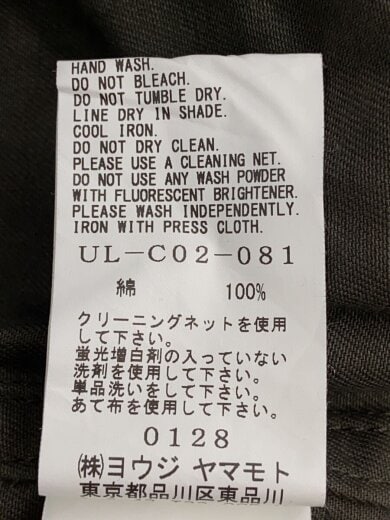 HAND WASH.
DO NOT BLEACH.
DO NOT TUMBLE DRY.
LINE DRY IN SHADE.
COOL IRON.
DO NOT DRY CLEAN.
PLEASE USE A CLEANING NET.
DO NOT USE ANY WASH POWDER
WITH FLUORESCENT BRIGHTENER.
PLEASE WASH INDEPENDENTLY.
IRON WITH PRESS CLOTH.
UL-C02-081
綿 100%
クリーニングネットを使用
して下さい。
蛍光増白剤の入っていない
洗剤を使用して下さい。
単品洗いをして下さい。
あて布を使用して下さい。
0128
㈱ヨウジ ヤマモト
東京都品川区東品川